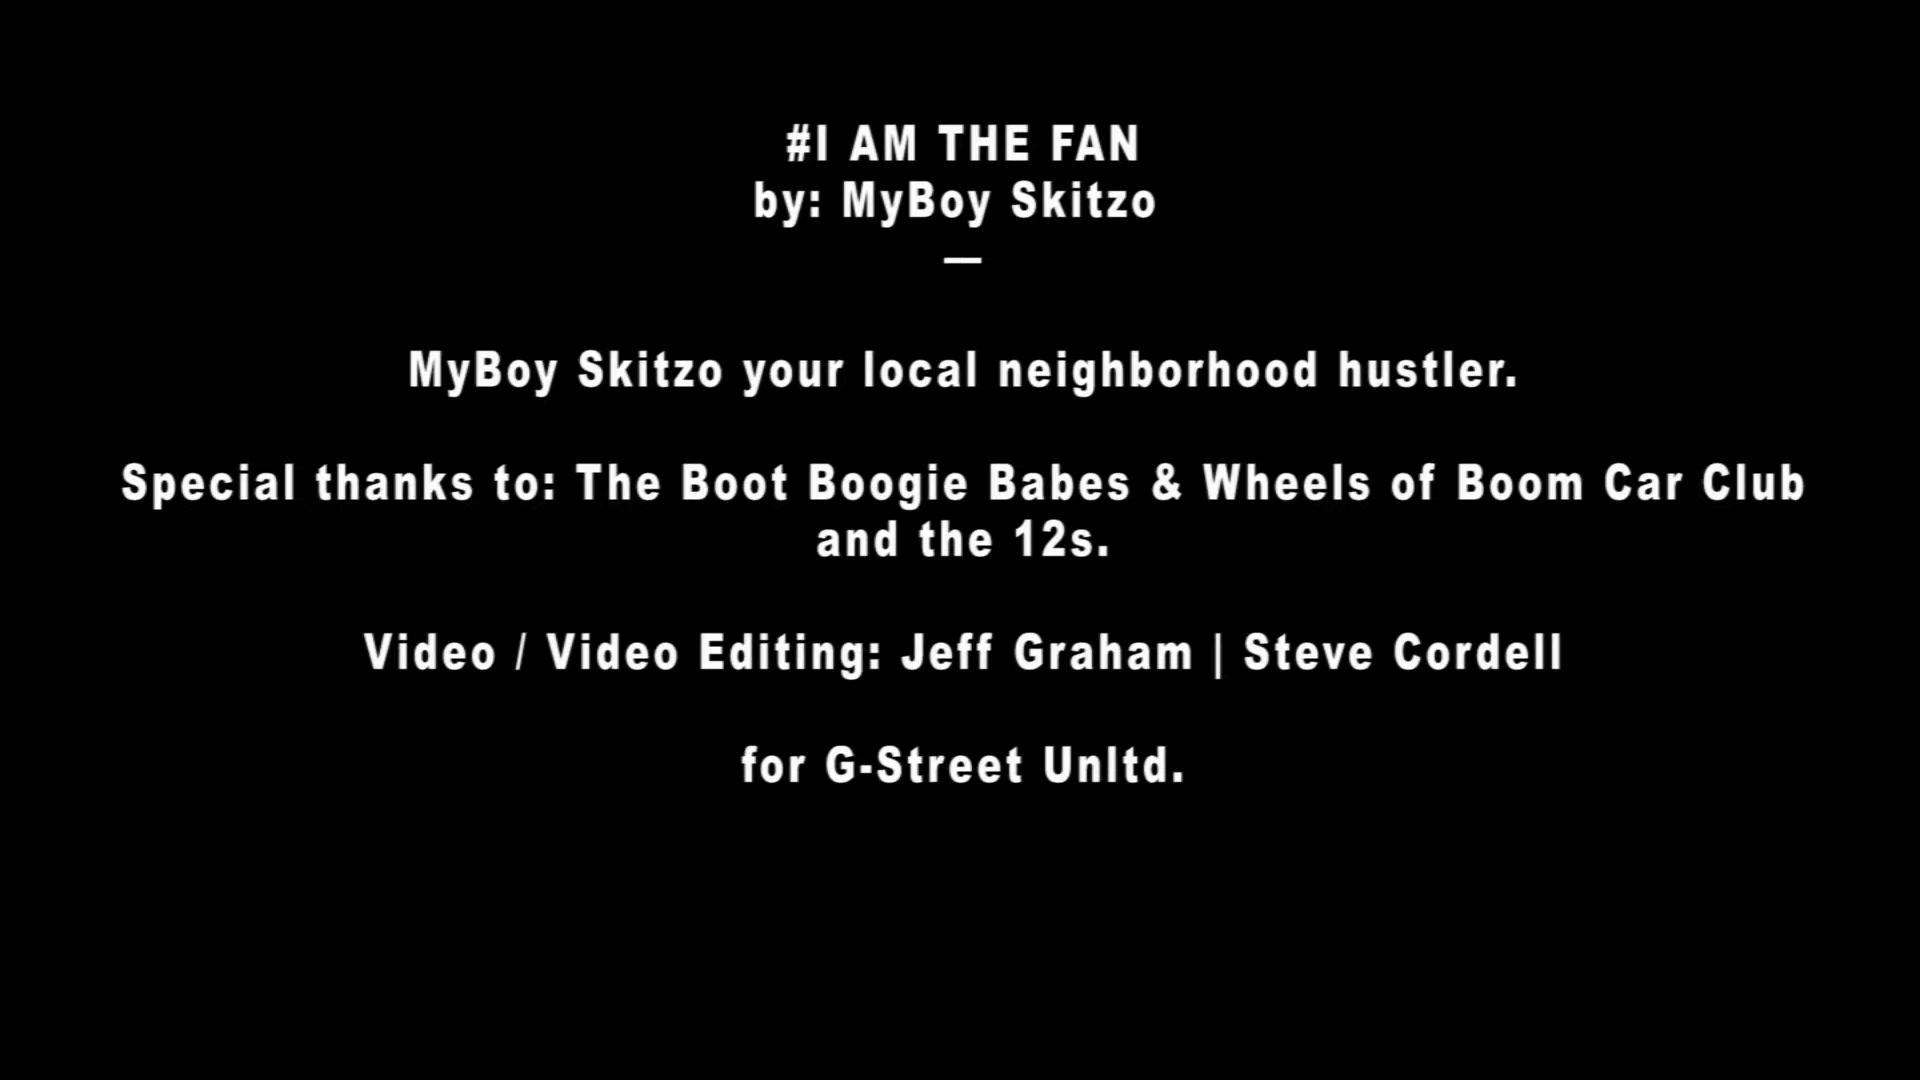 #I AM THE FAN
by: MyBoy Skitzo
—
MyBoy Skitzo your local neighborhood hustler.
Special thanks to: The Boot Boogie Babes & Wheels of Boom Car Club
and the 12s.
Video / Video Editing: Jeff Graham | Steve Cordell
for G-Street Unltd.